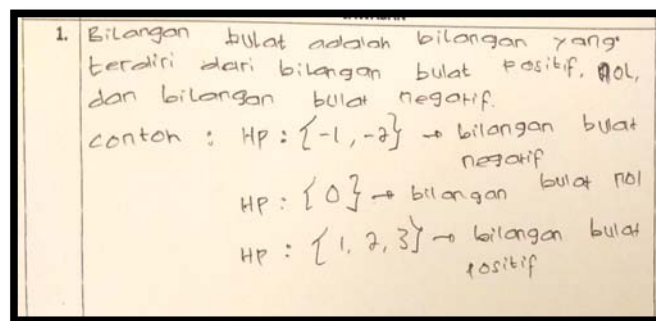 1. Bilangan bulat adalah bilangan yang
terdiri dari bilangan bulat positif, nol,
dan bilangan bulat negatif.
contoh : HP : {-1, -2} → bilangan bulat
negatif
HP : {0} → bilangan bulat nol
HP : {1, 2, 3} → bilangan bulat
positif